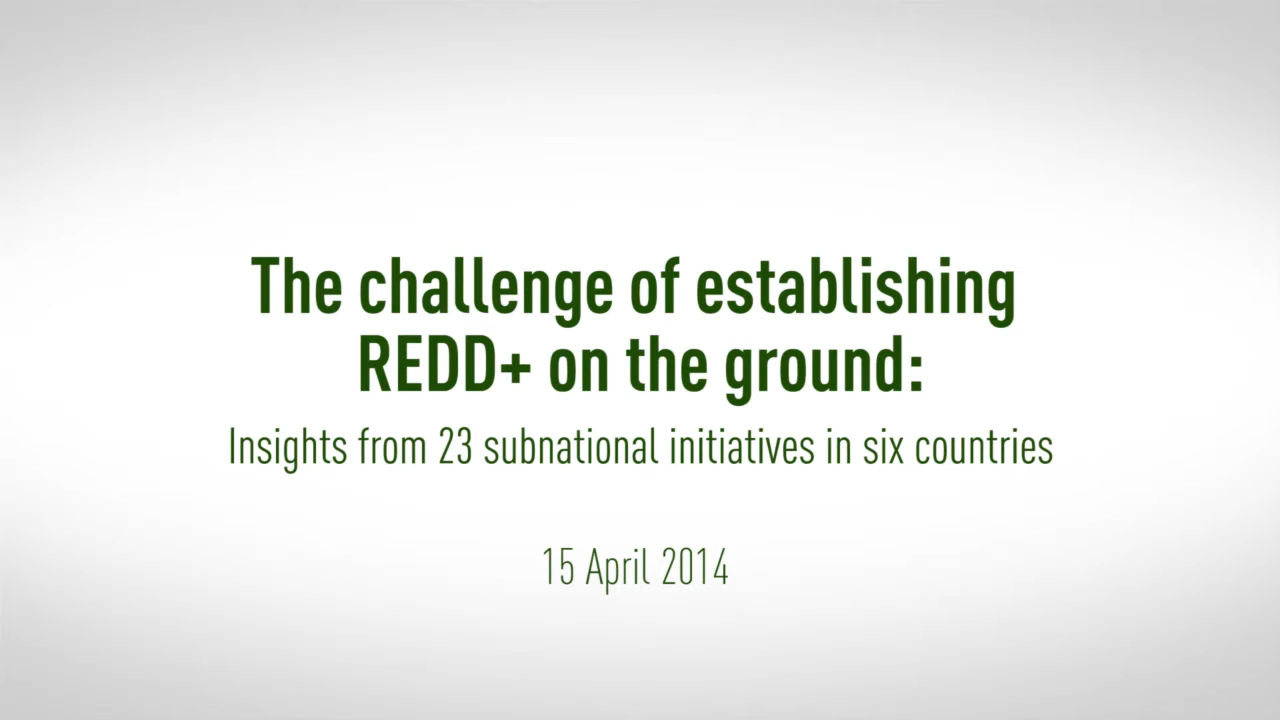 The challenge of establishing
REDD+ on the ground:
Insights from 23 subnational initiatives in six countries
15 April 2014